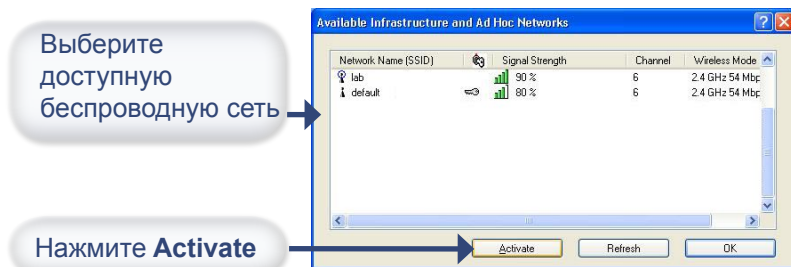 Выберите
доступную
беспроводную сеть
Available Infrastructure and Ad Hoc Networks
Network Name (SSID) Signal Strength Channel Wireless Mode
lab 90 % 6 2.4 GHz 54 Mbp
default 80 % 6 2.4 GHz 54 Mbp
Нажмите Activate
Activate Refresh OK